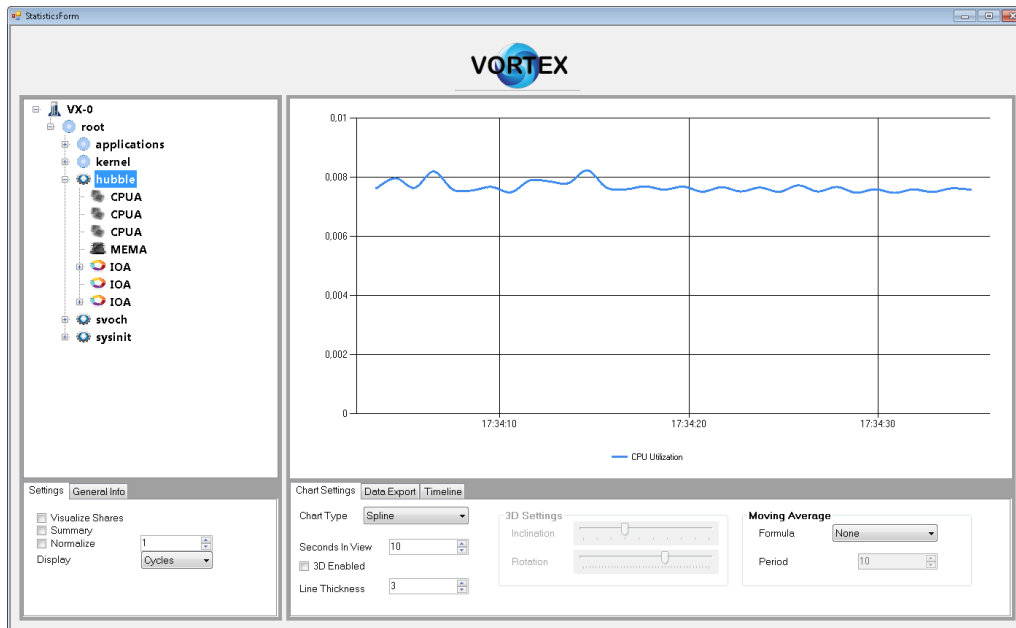 StatisticsForm
VORTEX
VX-0
root
applications
kernel
hubble
CPUA
CPUA
CPUA
MEMA
IOA
IOA
IOA
svoch
sysinit
0,01
0,008
0,006
0,004
0,002
0
17:34:10 17:34:20 17:34:30
CPU Utilization
Settings General Info
Visualize Shares
Summary
Normalize 1
Display Cycles
Chart Settings Data Export Timeline
Chart Type Spline
Seconds In View 10
3D Enabled
Line Thickness 3
3D Settings
Inclination
Rotation
Moving Average
Formula None
Period 10